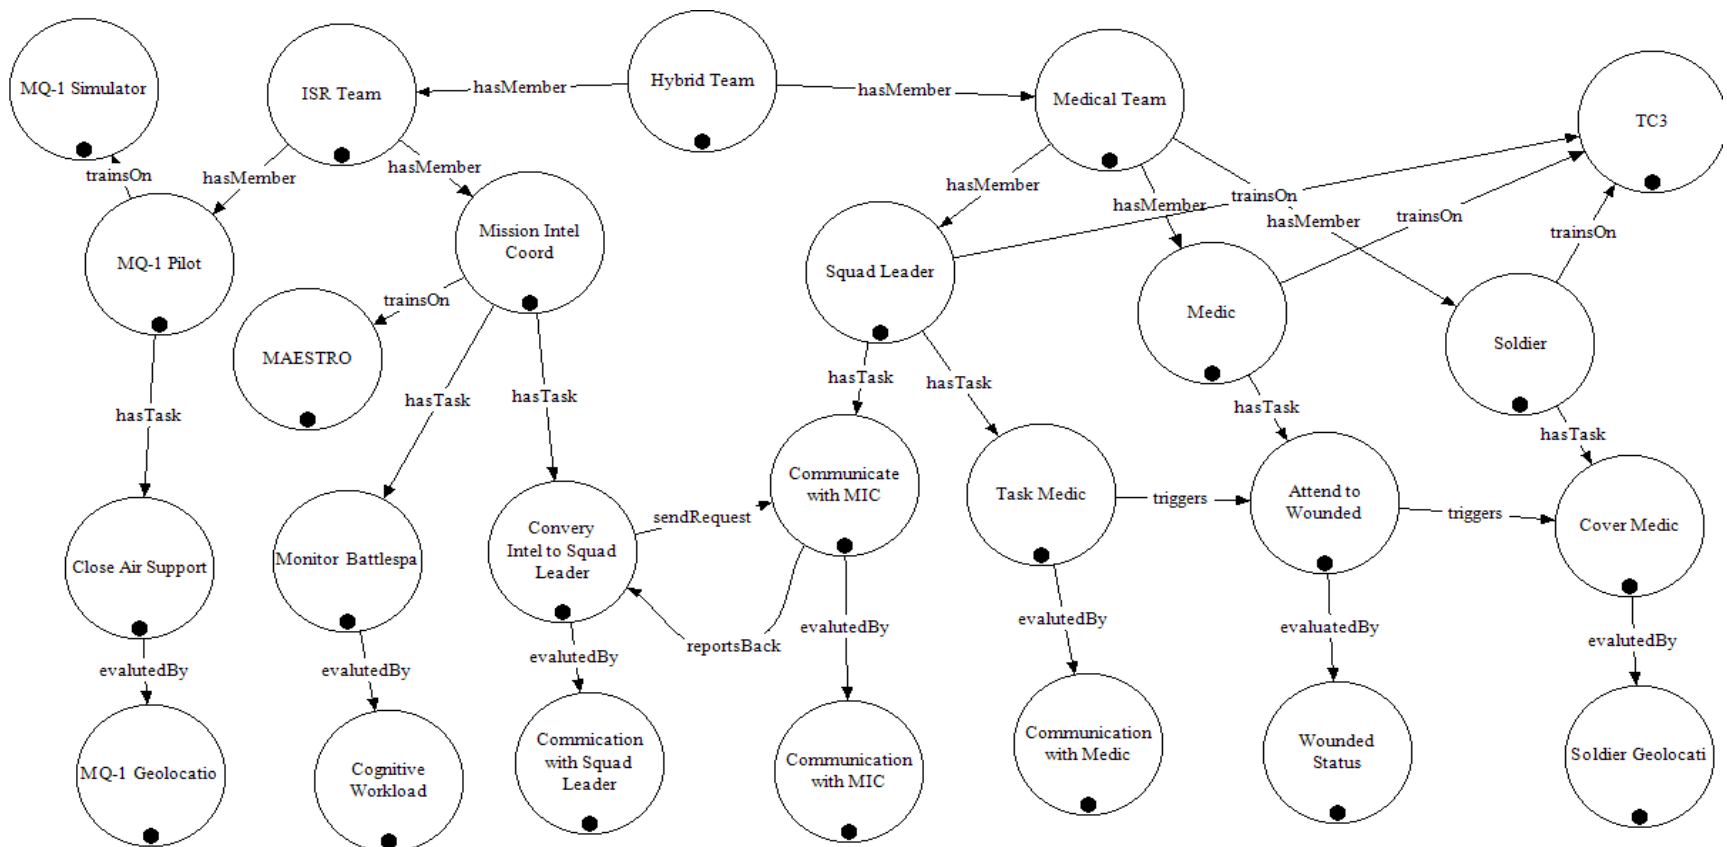 MQ-1 Simulator
ISR Team
hasMember
Hybrid Team
hasMember
Medical Team
TC3
trainsOn
hasMember
hasMember
hasMember
hasMember
trainsOn
hasMember
trainsOn
trainsOn
MQ-1 Pilot
Mission Intel
Coord
Squad Leader
Medic
Soldier
trainsOn
MAESTRO
hasTask
hasTask
hasTask
hasTask
hasTask
hasTask
hasTask
Close Air Support
Monitor Battlespa
Convery
Intel to Squad
Leader
sendRequest
reportsBack
Communicate
with MIC
Task Medic
triggers
Attend to
Wounded
triggers
Cover Medic
evalutedBy
evalutedBy
evalutedBy
evalutedBy
evalutedBy
evaluatedBy
evalutedBy
MQ-1 Geolocatio
Cognitive
Workload
Commication
with Squad
Leader
Communication
with MIC
Communication
with Medic
Wounded
Status
Soldier Geolocati